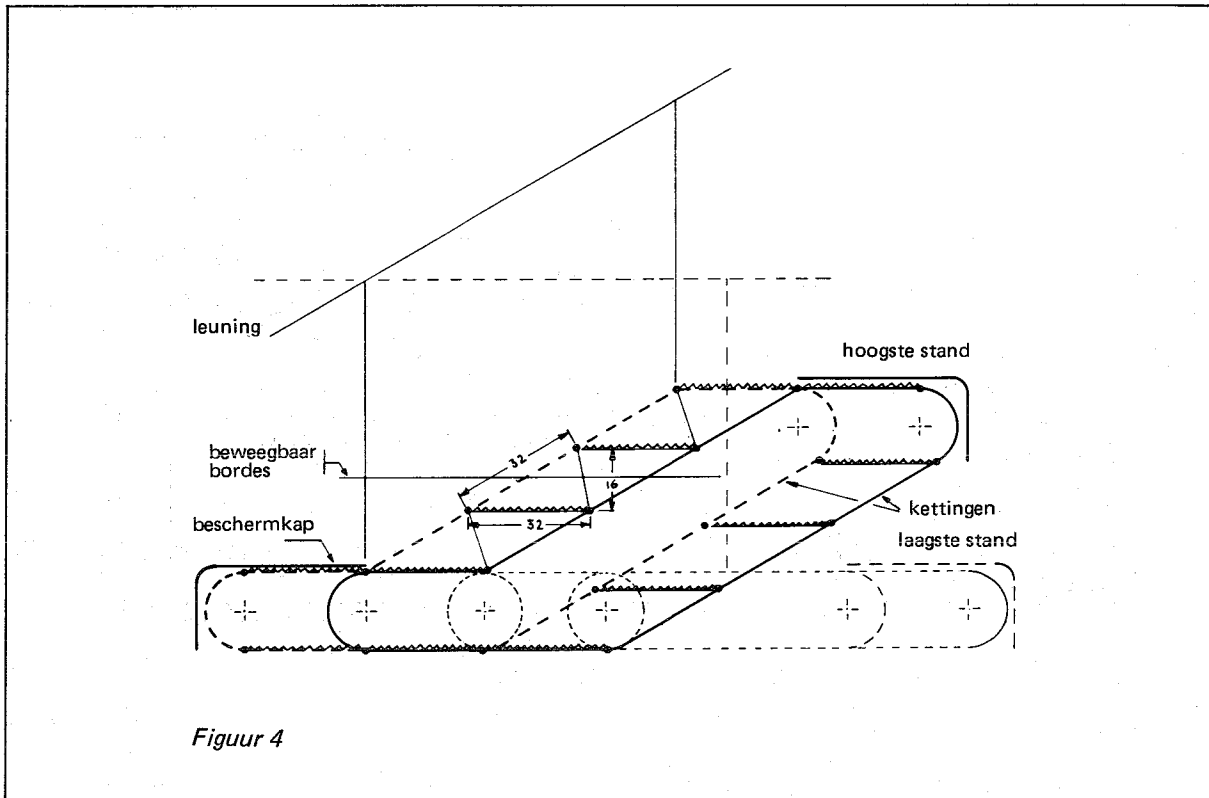 leuning
hoogste stand
beweegbaar
bordes
32
16
32
beschermkap
kettingen
laagste stand
Figuur 4